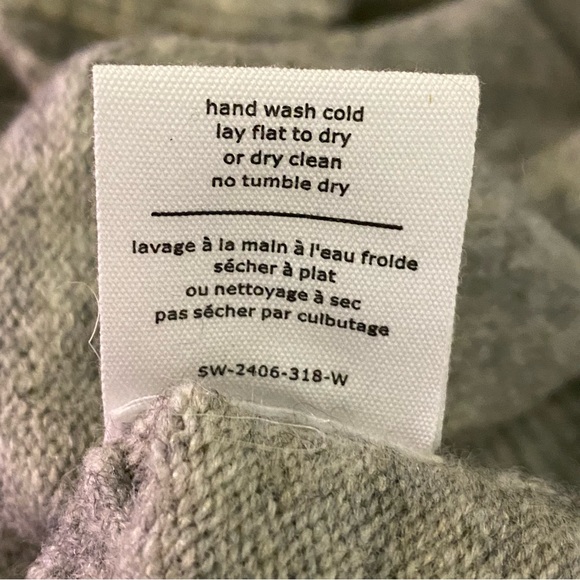 hand wash cold
lay flat to dry
or dry clean
no tumble dry
lavage à la main à l'eau froide
sécher à plat
ou nettoyage à sec
pas sécher par culbutage
SW-2406-318-W